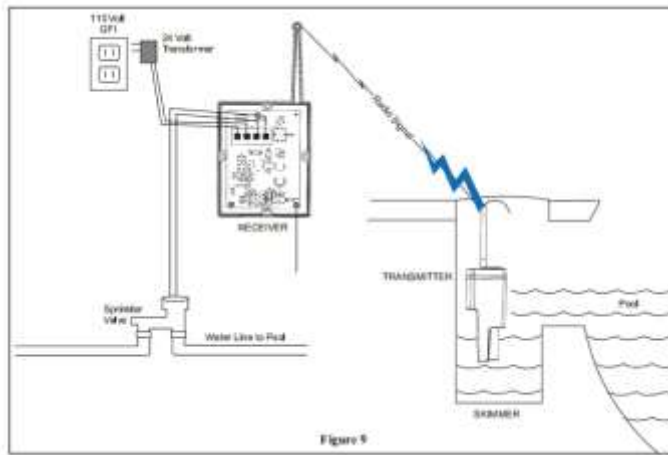 110 Volt
GFI
24 Volt
Transformer
Radio Signal
RECEIVER
TRANSMITTER
Sprinkler
Valve
Water Line to Pool
Pool
SKIMMER
Figure 9